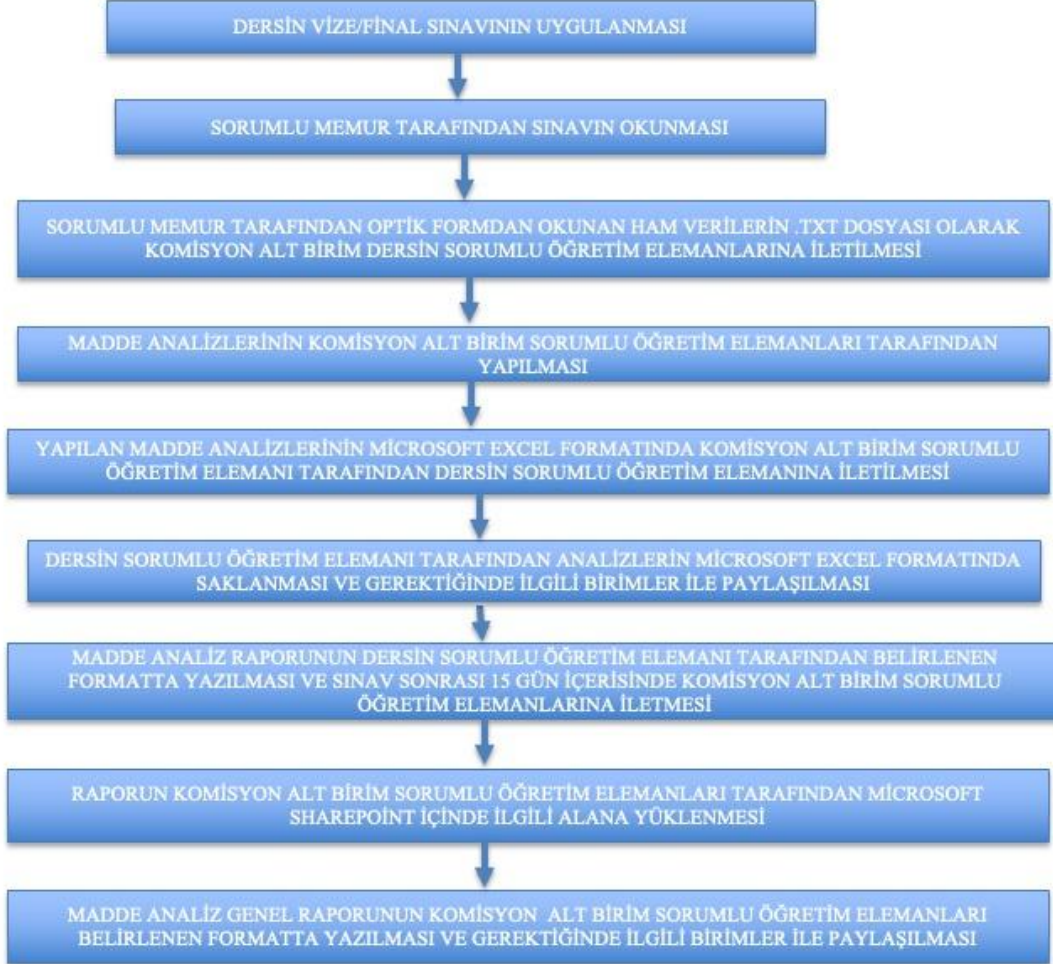 DERSİN VİZE/FİNAL SINAVININ UYGULANMASI
SORUMLU MEMUR TARAFINDAN SINAVIN OKUNMASI
SORUMLU MEMUR TARAFINDAN OPTİK FORMDAN OKUNAN HAM VERİLERİN .TXT DOSYASI OLARAK
KOMİSYON ALT BİRİM DERSİN SORUMLU ÖĞRETİM ELEMANLARINA İLETİLMESİ
MADDE ANALİZLERİNİN KOMİSYON ALT BİRİM SORUMLU ÖĞRETİM ELEMANLARI TARAFINDAN
YAPILMASI
YAPILAN MADDE ANALİZLERİNİN MİCROSOFT EXCEL FORMATINDA KOMİSYON ALT BİRİM SORUMLU
ÖĞRETİM ELEMANI TARAFINDAN DERSİN SORUMLU ÖĞRETİM ELEMANINA İLETİLMESİ
DERSİN SORUMLU ÖĞRETİM ELEMANI TARAFINDAN ANALİZLERİN MİCROSOFT EXCEL FORMATINDA
SAKLANMASI VE GEREKTİĞİNDE İLGİLİ BİRİMLER İLE PAYLAŞILMASI
MADDE ANALİZ RAPORUNUN DERSİN SORUMLU ÖĞRETİM ELEMANI TARAFINDAN BELİRLENEN
FORMATTA YAZILMASI VE SINAV SONRASI 15 GÜN İÇERİSİNDE KOMİSYON ALT BİRİM SORUMLU
ÖĞRETİM ELEMANLARINA İLETMESİ
RAPORUN KOMİSYON ALT BİRİM SORUMLU ÖĞRETİM ELEMANLARI TARAFINDAN MİCROSOFT
SHAREPOİNT İÇİNDE İLGİLİ ALANA YÜKLENMESİ
MADDE ANALİZ GENEL RAPORUNUN KOMİSYON ALT BİRİM SORUMLU ÖĞRETİM ELEMANLARI
BELİRLENEN FORMATTA YAZILMASI VE GEREKTİĞİNDE İLGİLİ BİRİMLER İLE PAYLAŞILMASI